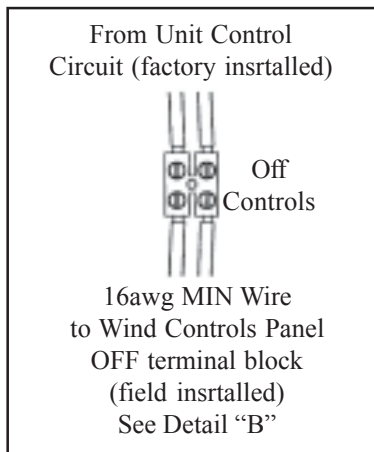 From Unit Control
Circuit (factory insrtalled)
Off
Controls
16awg MIN Wire
to Wind Controls Panel
OFF terminal block
(field insrtalled)
See Detail “B”